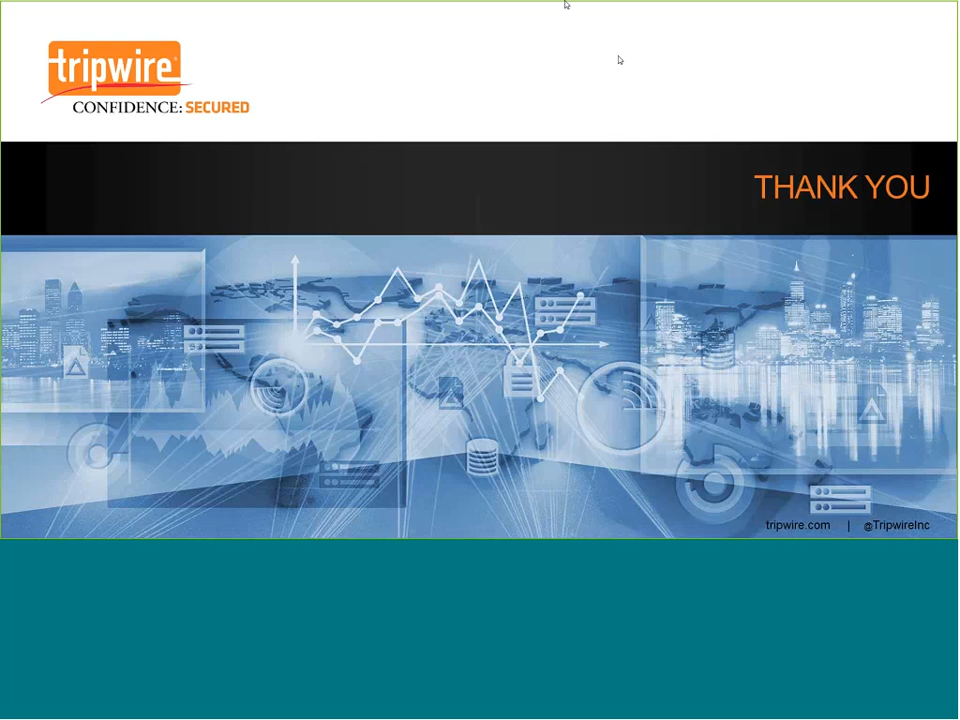 tripwire
CONFIDENCE: SECURED
THANK YOU
tripwire.com | @TripwireInc